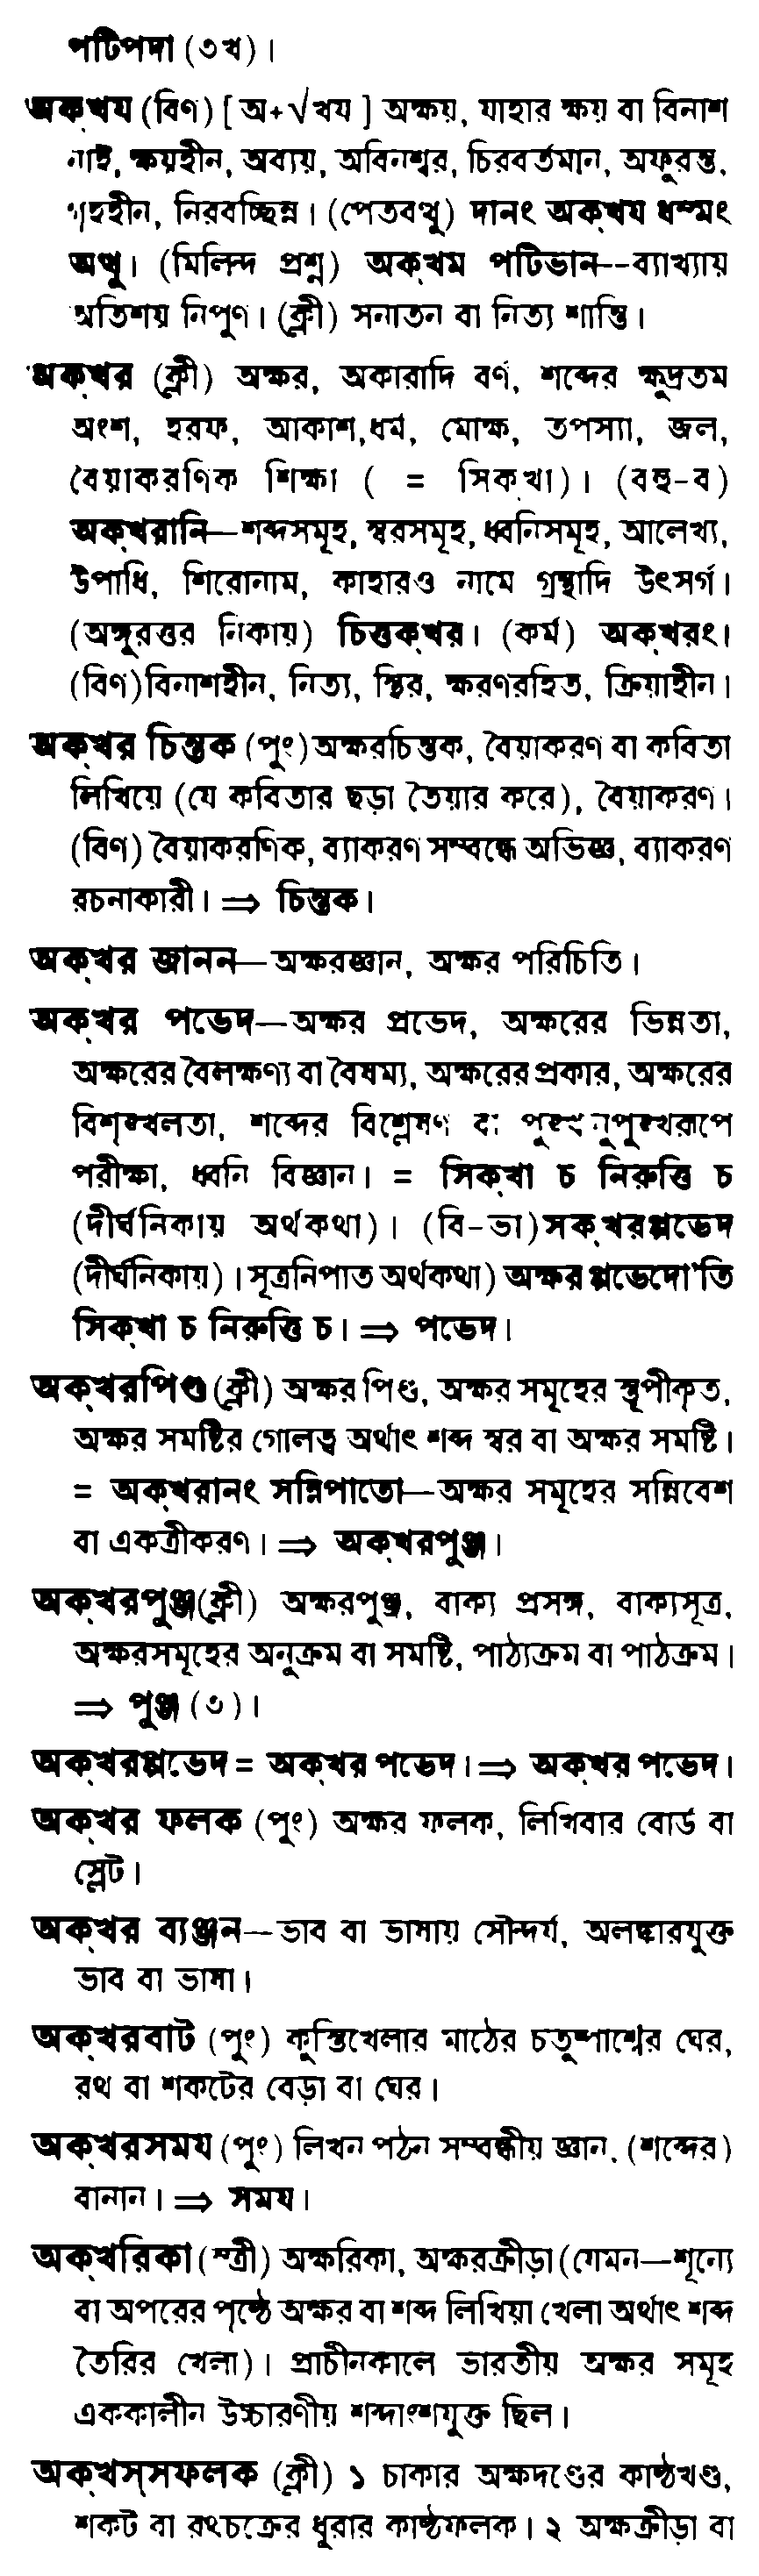 পটিপদা (৩খ)।
অক্খয (বিণ) [ অ+√খয ] অক্ষয়, যাহার ক্ষয় বা বিনাশ
নাই, ক্ষয়হীন, অব্যয়, অবিনশ্বর, চিরবর্তমান, অফুরন্ত,
নিরবচ্ছিন্ন। (পেতবত্থু) দানং অক্খয ধম্মং
অত্থু। (মিলিন্দ প্রশ্ন) অক্খম পটিভান—ব্যাখ্যায়
অতিশয় নিপুণ। (ক্লী) সনাতন বা নিত্য শান্তি।
অক্খর (ক্লী) অক্ষর, অকারাদি বর্ণ, শব্দের ক্ষুদ্রতম
অংশ, হরফ, আকাশ,ধর্ম, মোক্ষ, তপস্যা, জল,
বৈয়াকরণিক শিক্ষা ( = সিক্খা)। (বহু-ব)
অক্খরানি—শব্দসমূহ, স্বরসমূহ, ধ্বনিসমূহ, আলেখ্য,
উপাধি, শিরোনাম, কাহারও নামে গ্রন্থাদি উৎসর্গ।
(অঙ্গুরত্তর নিকায়) চিত্তক্খর। (কর্ম) অক্খরং।
(বিণ)বিনাশহীন, নিত্য, স্থির, ক্ষরণরহিত, ক্রিয়াহীন।
অক্খর চিন্তক (পুং)অক্ষরচিন্তক, বৈয়াকরণ বা কবিতা
লিখিয়ে (যে কবিতার ছড়া তৈয়ার করে), বৈয়াকরণ।
(বিণ) বৈয়াকরণিক, ব্যাকরণ সম্বন্ধে অভিজ্ঞ, ব্যাকরণ
রচনাকারী। ⇒ চিন্তক।
অক্খর জানন—অক্ষরজ্ঞান, অক্ষর পরিচিতি।
অক্খর পভেদ—অক্ষর প্রভেদ, অক্ষরের ভিন্নতা,
অক্ষরের বৈলক্ষণ্য বা বৈষম্য, অক্ষরের প্রকার, অক্ষরের
বিশৃঙ্খলতা, শব্দের বিশ্লেষণ বা পুঙ্খানুপুঙ্খরূপে
পরীক্ষা, ধ্বনি বিজ্ঞান। = সিক্খা চ নিরুত্তি চ
(দীর্ঘনিকায় অর্থকথা)। (বি-ভা)সক্খরপ্পভেদ
(দীর্ঘনিকায়)। সূত্রনিপাত অর্থকথা) অক্ষরপ্পভেদো'তি
সিক্খা চ নিরুত্তি চ। ⇒ পভেদ।
অক্খরপিণ্ড (ক্লী) অক্ষরপিণ্ড, অক্ষর সমূহের স্তূপীকৃত,
অক্ষর সমষ্টির গোলত্ব অর্থাৎ শব্দ স্বর বা অক্ষর সমষ্টি।
= অক্খরানং সন্নিপাতো—অক্ষর সমূহের সন্নিবেশ
বা একত্রীকরণ। ⇒ অক্খরপুঞ্জ।
অক্খরপুঞ্জ(ক্লী) অক্ষরপুঞ্জ, বাক্য প্রসঙ্গ, বাক্যসূত্র,
অক্ষরসমূহের অনুক্রম বা সমষ্টি, পাঠ্যক্রম বা পাঠক্রম।
⇒ পুঞ্জ (৩)।
অক্খরপ্পভেদ = অক্খর পভেদ। ⇒ অক্খর পভেদ।
অক্খর ফলক (পুং) অক্ষর ফলক, লিখিবার বোর্ড বা
স্লেট।
অক্খর ব্যঞ্জন—ভাব বা ভাষায় সৌন্দর্য, অলঙ্কারযুক্ত
ভাব বা ভাষা।
অক্খরবাট (পুং) কুস্তিখেলার মাঠের চতুষ্পার্শ্বের ঘের,
রথ বা শকটের বেড়া বা ঘের।
অক্খরসময (পুং) লিখন পঠন সম্বন্ধীয় জ্ঞান, (শব্দের)
বানান। ⇒ সময।
অক্খরিকা (স্ত্রী) অক্ষরিকা, অক্ষরক্রীড়া (যেমন—শূন্যে
বা অপরের পৃষ্ঠে অক্ষর বা শব্দ লিখিয়া খেলা অর্থাৎ শব্দ
তৈরির খেলা)। প্রাচীনকালে ভারতীয় অক্ষর সমূহ
এককালীন উচ্চারণীয় শব্দাংশযুক্ত ছিল।
অক্খস্সফলক (ক্লী) ১ চাকার অক্ষদণ্ডের কাষ্ঠখণ্ড,
শকট বা রথচক্রের ধুরার কাষ্ঠফলক। ২ অক্ষক্রীড়া বা